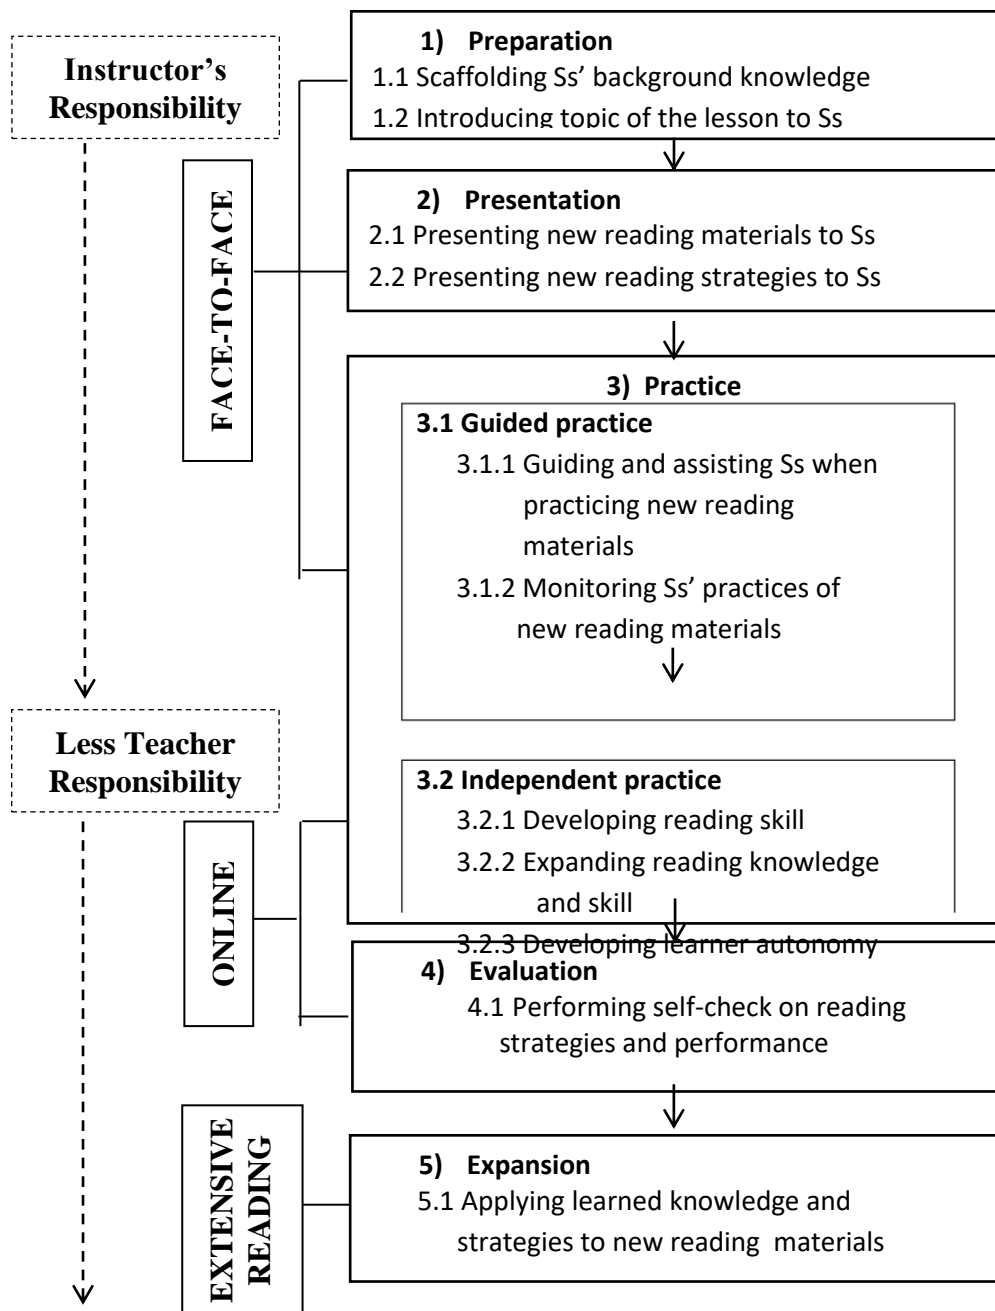 Instructor's
Responsibility
1) Preparation
1.1 Scaffolding Ss' background knowledge
1.2 Introducing topic of the lesson to Ss
FACE-TO-FACE
2) Presentation
2.1 Presenting new reading materials to Ss
2.2 Presenting new reading strategies to Ss
3) Practice
3.1 Guided practice
3.1.1 Guiding and assisting Ss when
practicing new reading
materials
3.1.2 Monitoring Ss' practices of
new reading materials
Less Teacher
Responsibility
3.2 Independent practice
3.2.1 Developing reading skill
3.2.2 Expanding reading knowledge
and skill
3.2.3 Developing learner autonomy
ONLINE
4) Evaluation
4.1 Performing self-check on reading
strategies and performance
EXTENSIVE
READING
5) Expansion
5.1 Applying learned knowledge and
strategies to new reading materials